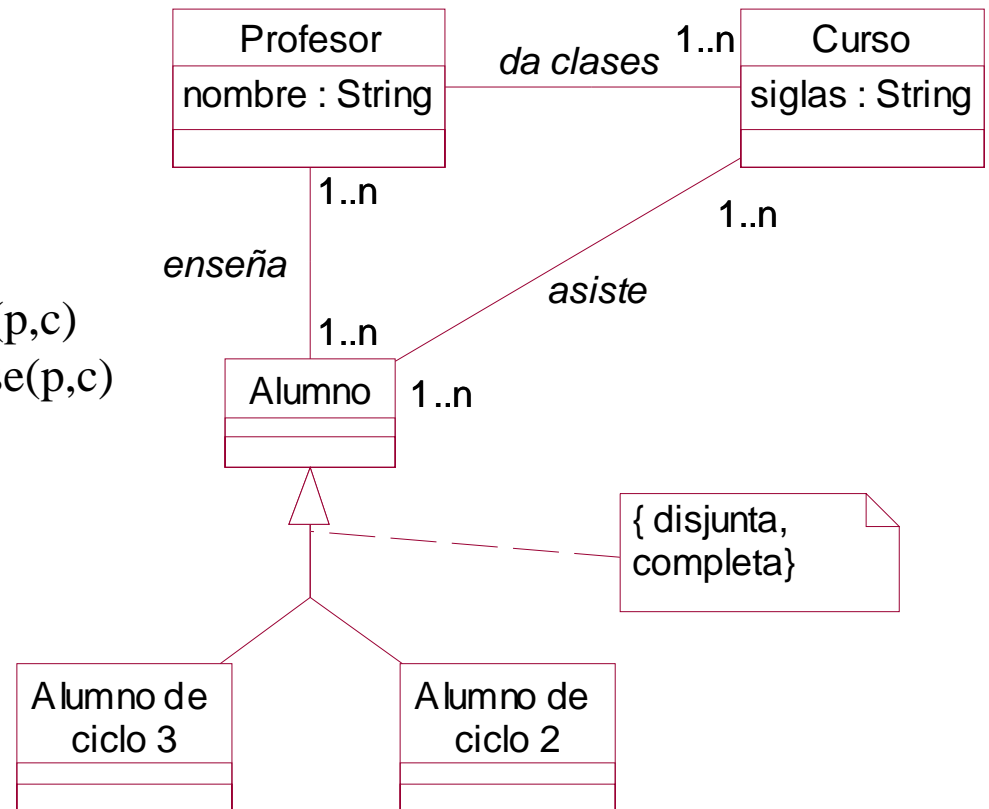 Profesor
nombre : String
da clases
1..n
Curso
siglas : String
1..n
enseña
1..n
asiste
(p,c)
e(p,c)
1..n
Alumno
1..n
{ disjunta,
completa}
Alumno de
ciclo 3
Alumno de
ciclo 2